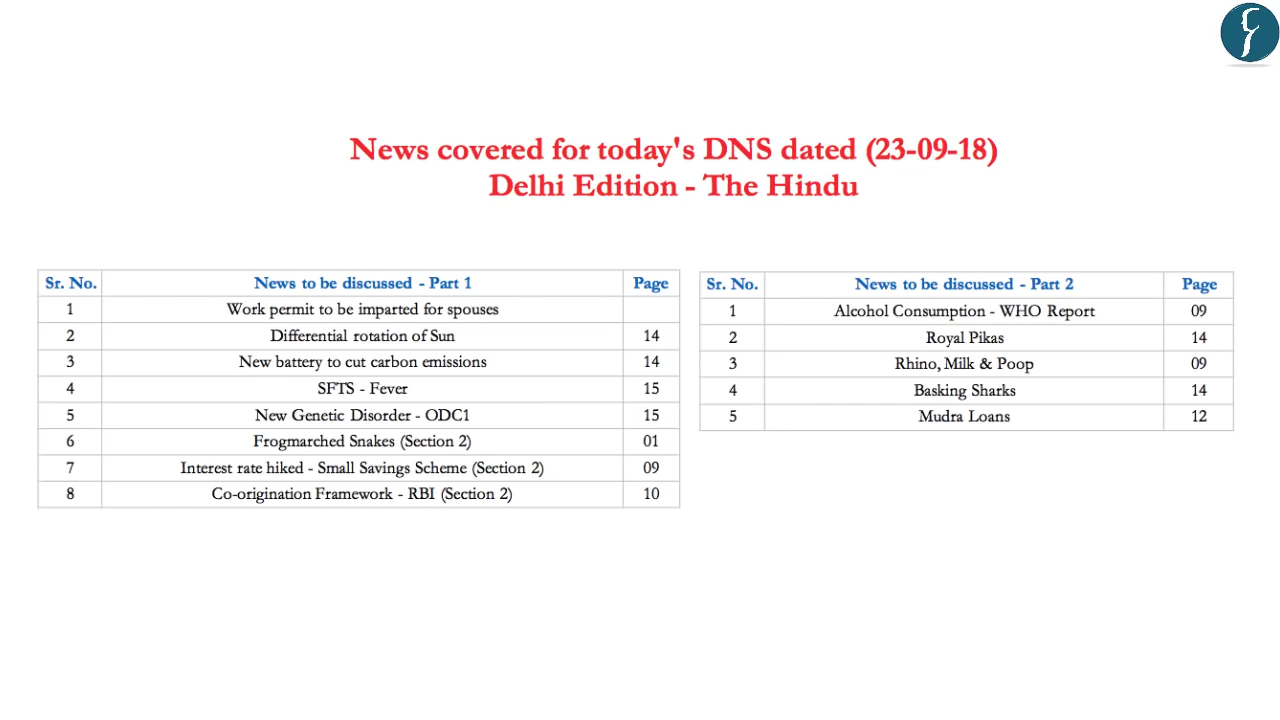 News covered for today's DNS dated (23-09-18)
Delhi Edition - The Hindu
Sr. No. News to be discussed - Part 1 Page
1 Work permit to be imparted for spouses
2 Differential rotation of Sun 14
3 New battery to cut carbon emissions 14
4 SFTS - Fever 15
5 New Genetic Disorder - ODC1 15
6 Frogmarched Snakes (Section 2) 01
7 Interest rate hiked - Small Savings Scheme (Section 2) 09
8 Co-origination Framework - RBI (Section 2) 10
Sr. No. News to be discussed - Part 2 Page
1 Alcohol Consumption - WHO Report 09
2 Royal Pikas 14
3 Rhino, Milk & Poop 09
4 Basking Sharks 14
5 Mudra Loans 12